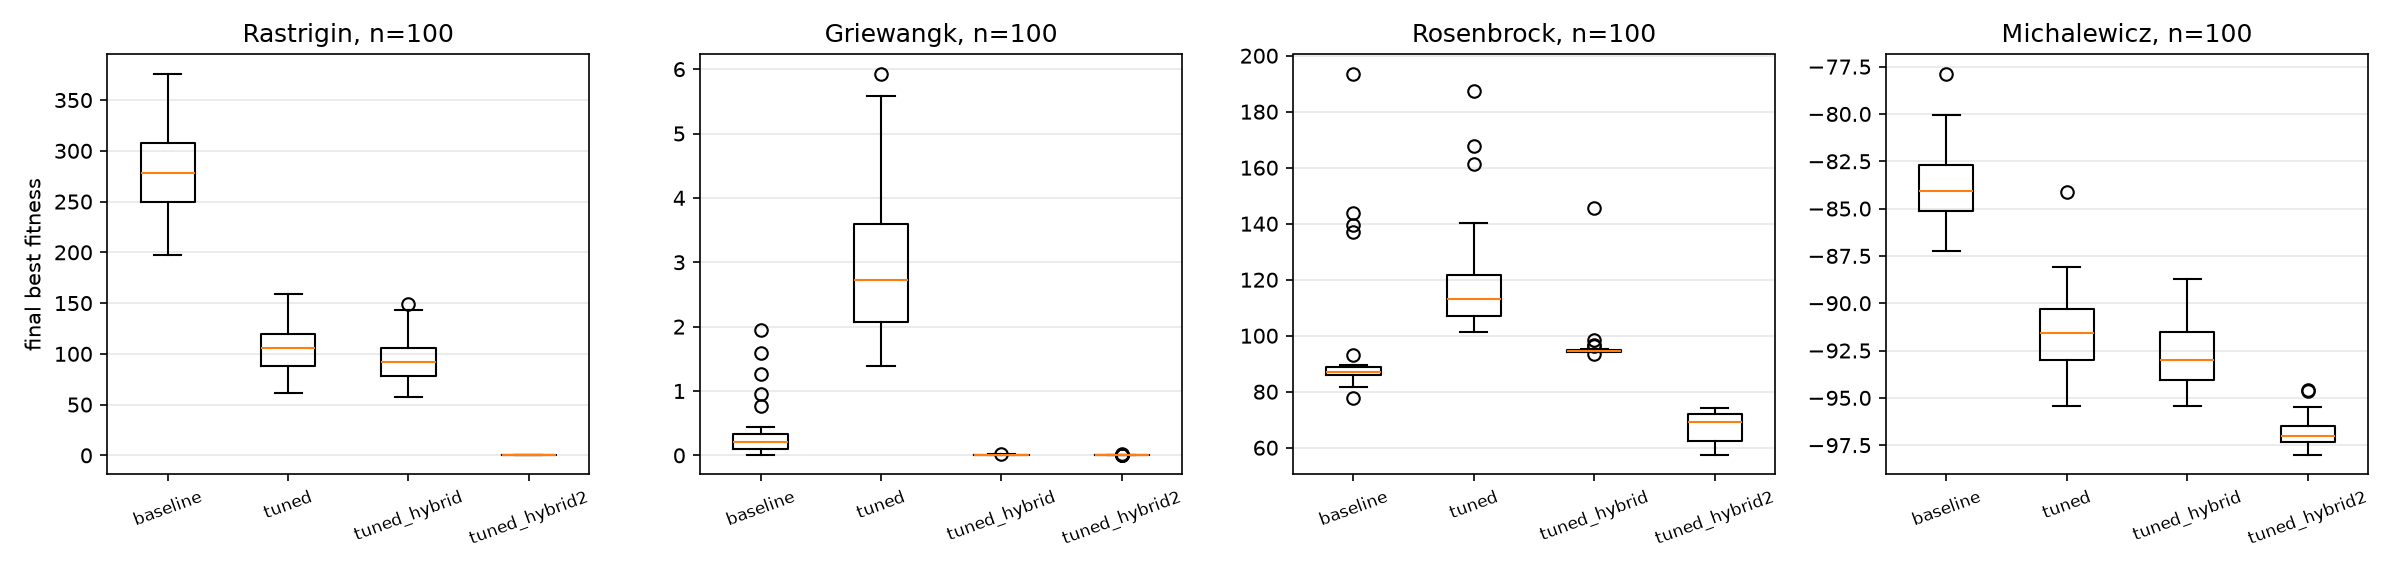 Rastrigin, n=100
final best fitness
350
300
250
200
150
100
50
0
baseline
tuned
tuned_hybrid
tuned_hybrid2
Griewangk, n=100
6
5
4
3
2
1
0
baseline
tuned
tuned_hybrid
tuned_hybrid2
Rosenbrock, n=100
200
180
160
140
120
100
80
60
baseline
tuned
tuned_hybrid
tuned_hybrid2
Michalewicz, n=100
−77.5
−80.0
−82.5
−85.0
−87.5
−90.0
−92.5
−95.0
−97.5
baseline
tuned
tuned_hybrid
tuned_hybrid2